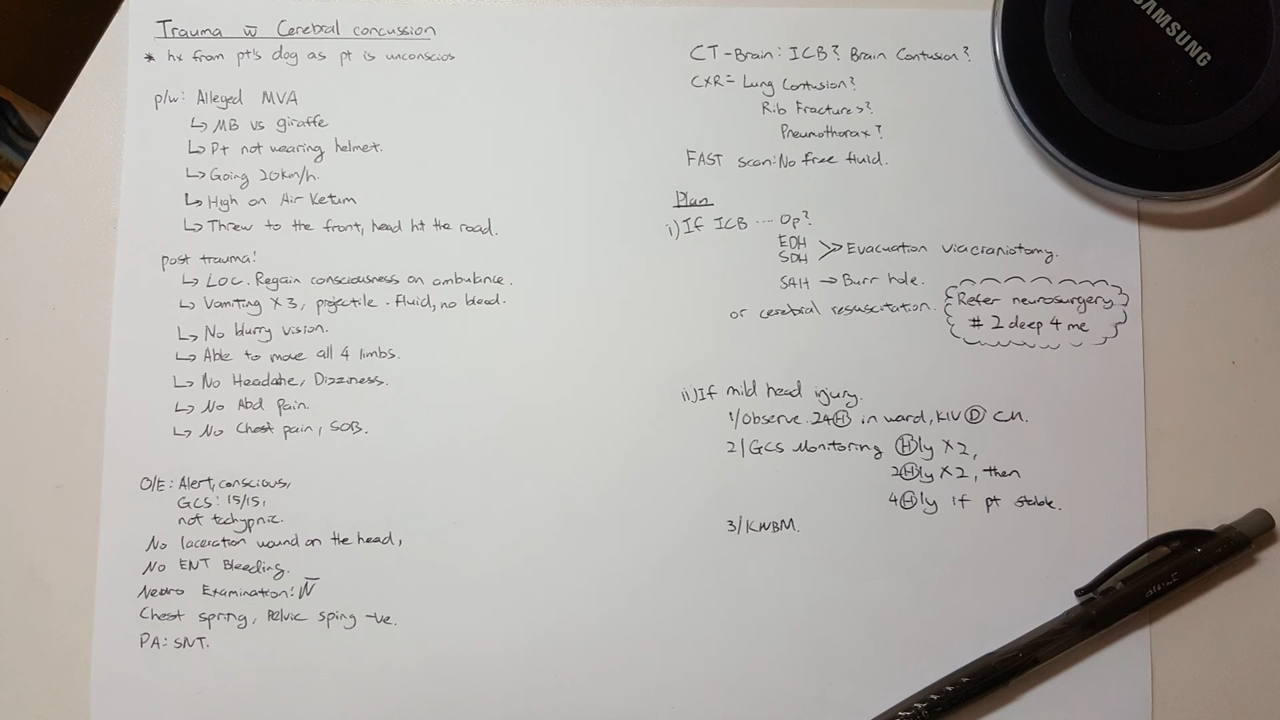 Trauma w̄ Cerebral concussion
* hx from pt's dog as pt is unconscios
p/w: Alleged MVA
↳ MB vs giraffe
↳ Pt not wearing helmet.
↳ Going 20km/h.
↳ High on Air Ketum
↳ Threw to the front, head hit the road.
post trauma:
↳ LOC. Regain consciousness on ambulance.
↳ Vomiting x3, projectile. fluid, no blood.
↳ No blurry vision.
↳ Able to move all 4 limbs.
↳ No Headache, Dizziness.
↳ No Abd pain.
↳ No Chest pain, SOB.
O/E: Alert, conscious,
GCS: 15/15,
not tachypnic.
No laceration wound on the head,
No ENT Bleeding.
Neuro Examination: N̄
Chest spring, Pelvic sping -ve.
PA: SNT.
CT-Brain: ICB? Brain Contusion?
CXR= Lung Contusion?
Rib Fractures?
Pneumothorax?
FAST scan: No free fluid.
Plan
i) If ICB .... Op?
EDH
SDH >> Evacuation via craniotomy.
SAH → Burr hole.
or cerebral resuscitation.
Refer neurosurgery
# 2 deep 4 me
ii) If mild head injury.
1/ Observe. 24Ⓗ in ward, KIV Ⓓ CM.
2/ GCS Monitoring Ⓗly x2,
2Ⓗly x2, then
4Ⓗly if pt stable.
3/ KNBM.
SAMSUNG